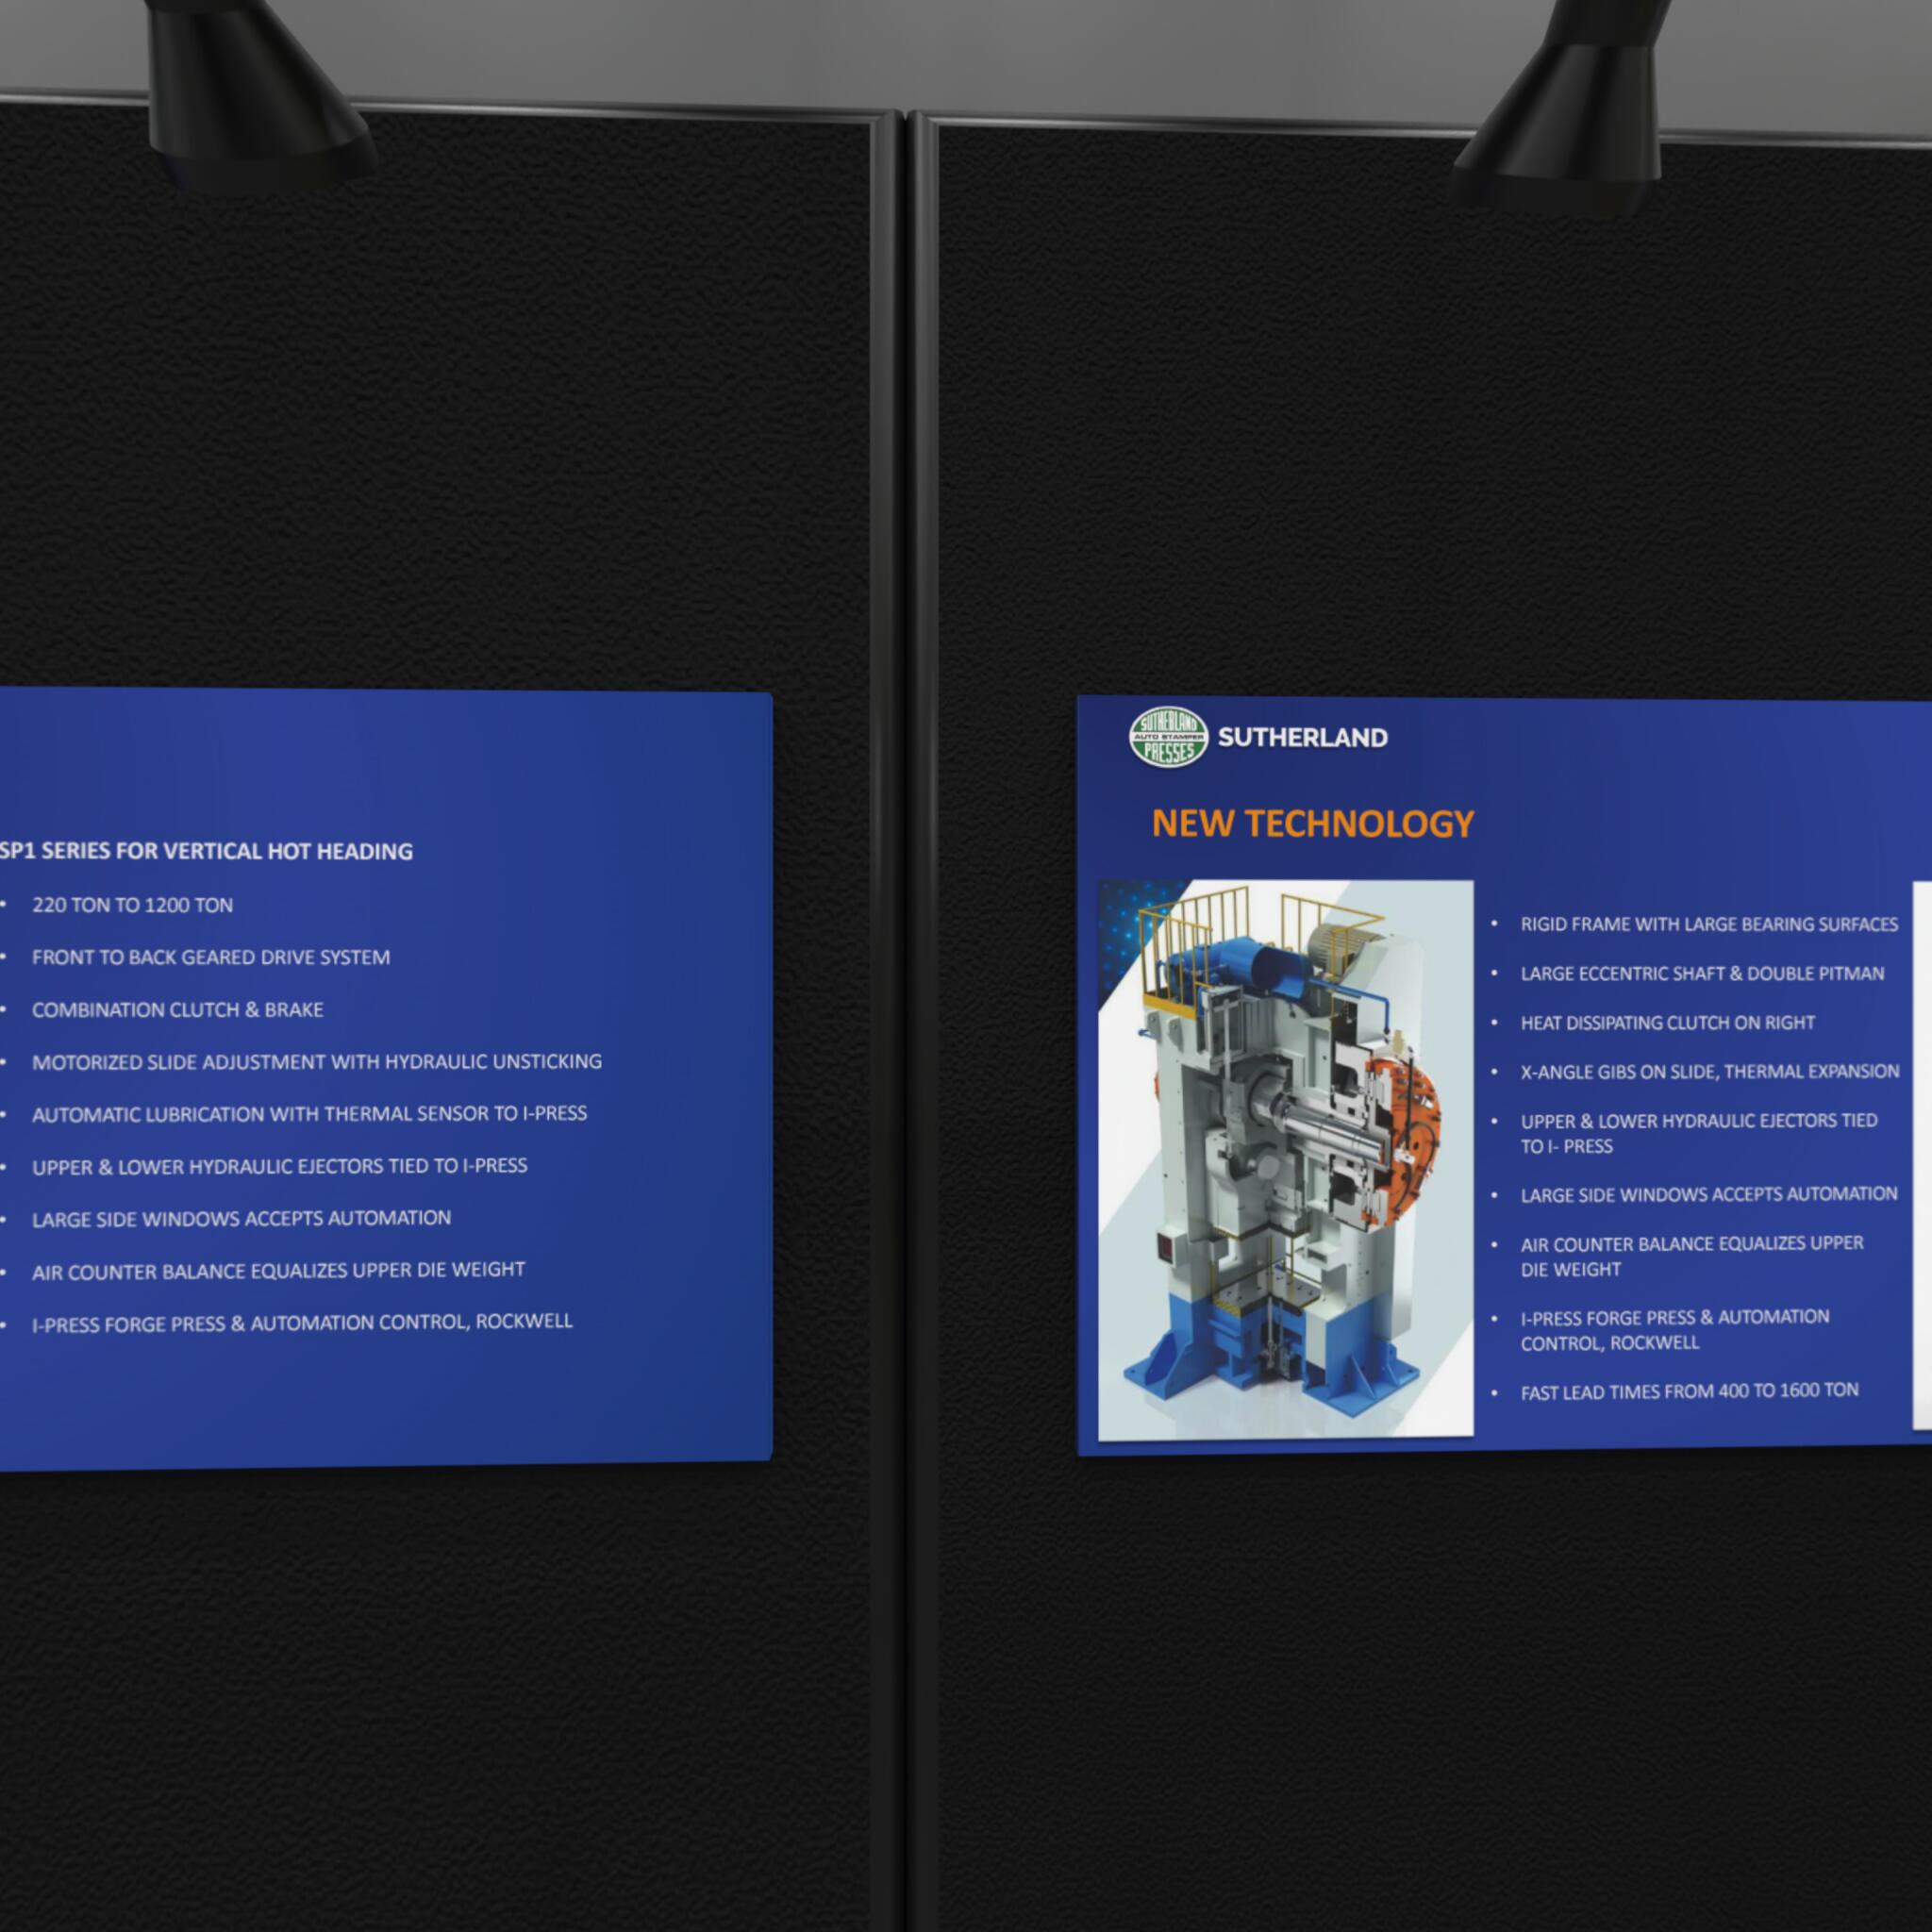 SP1 SERIES FOR VERTICAL HOT HEADING
• 220 TON TO 1200 TON
• FRONT TO BACK GEARED DRIVE SYSTEM
• COMBINATION CLUTCH & BRAKE
• MOTORIZED SLIDE ADJUSTMENT WITH HYDRAULIC UNSTICKING
• AUTOMATIC LUBRICATION WITH THERMAL SENSOR TO I-PRESS
• UPPER & LOWER HYDRAULIC EJECTORS TIED TO I-PRESS
• LARGE SIDE WINDOWS ACCEPTS AUTOMATION
• AIR COUNTER BALANCE EQUALIZES UPPER DIE WEIGHT
• I-PRESS FORGE PRESS & AUTOMATION CONTROL, ROCKWELL
SUTHERLAND
AUTO STAMPER
PRESSES
SUTHERLAND
NEW TECHNOLOGY
• RIGID FRAME WITH LARGE BEARING SURFACES
• LARGE ECCENTRIC SHAFT & DOUBLE PITMAN
• HEAT DISSIPATING CLUTCH ON RIGHT
• X-ANGLE GIBS ON SLIDE, THERMAL EXPANSION
• UPPER & LOWER HYDRAULIC EJECTORS TIED
TO I- PRESS
• LARGE SIDE WINDOWS ACCEPTS AUTOMATION
• AIR COUNTER BALANCE EQUALIZES UPPER
DIE WEIGHT
• I-PRESS FORGE PRESS & AUTOMATION
CONTROL, ROCKWELL
• FAST LEAD TIMES FROM 400 TO 1600 TON